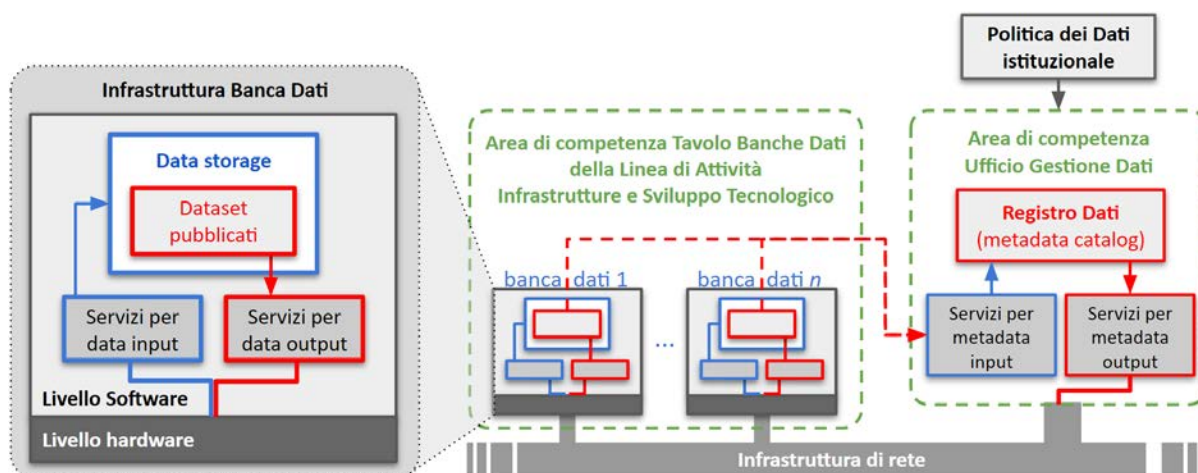 Infrastruttura Banca Dati
Data storage
Dataset
pubblicati
Servizi per
data input
Servizi per
data output
Livello Software
Livello hardware
Area di competenza Tavolo Banche Dati
della Linea di Attività
Infrastrutture e Sviluppo Tecnologico
banca dati 1
...
banca dati n
Politica dei Dati
istituzionale
Area di competenza
Ufficio Gestione Dati
Registro Dati
(metadata catalog)
Servizi per
metadata
input
Servizi per
metadata
output
Infrastruttura di rete